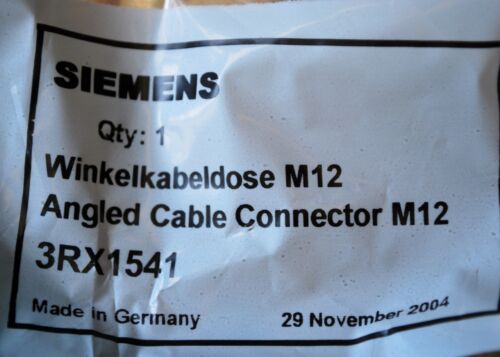 SIEMENS
Qty: 1
Winkelkabeldose M12
Angled Cable Connector M12
3RX1541
Made in Germany 29 November 2004